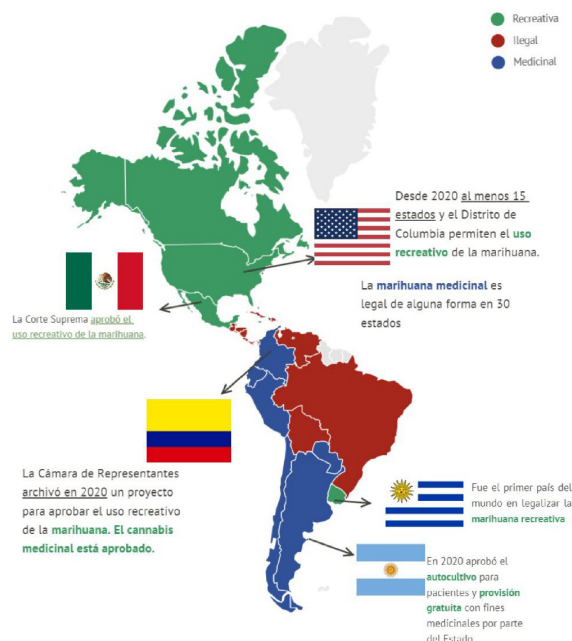 Recreativa
Ilegal
Medicinal
Desde 2020 al menos 15
estados y el Distrito de
Columbia permiten el uso
recreativo de la marihuana.
La marihuana medicinal es
legal de alguna forma en 30
estados
La Corte Suprema aprobó el
uso recreativo de la marihuana.
La Cámara de Representantes
archivó en 2020 un proyecto
para aprobar el uso recreativo
de la marihuana. El cannabis
medicinal está aprobado.
Fue el primer país del
mundo en legalizar la
marihuana recreativa
En 2020 aprobó el
autocultivo para
pacientes y provisión
gratuita con fines
medicinales por parte
del Estado